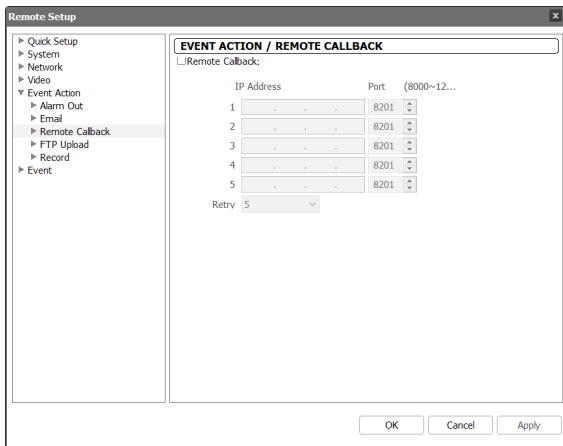 Remote Setup
x
Quick Setup
System
Network
Video
Event Action
Alarm Out
Email
Remote Callback
FTP Upload
Record
Event
EVENT ACTION / REMOTE CALLBACK
Remote Callback:
IP Address Port (8000~12...
1 . . . 8201
2 . . . 8201
3 . . . 8201
4 . . . 8201
5 . . . 8201
Retry 5
OK Cancel Apply